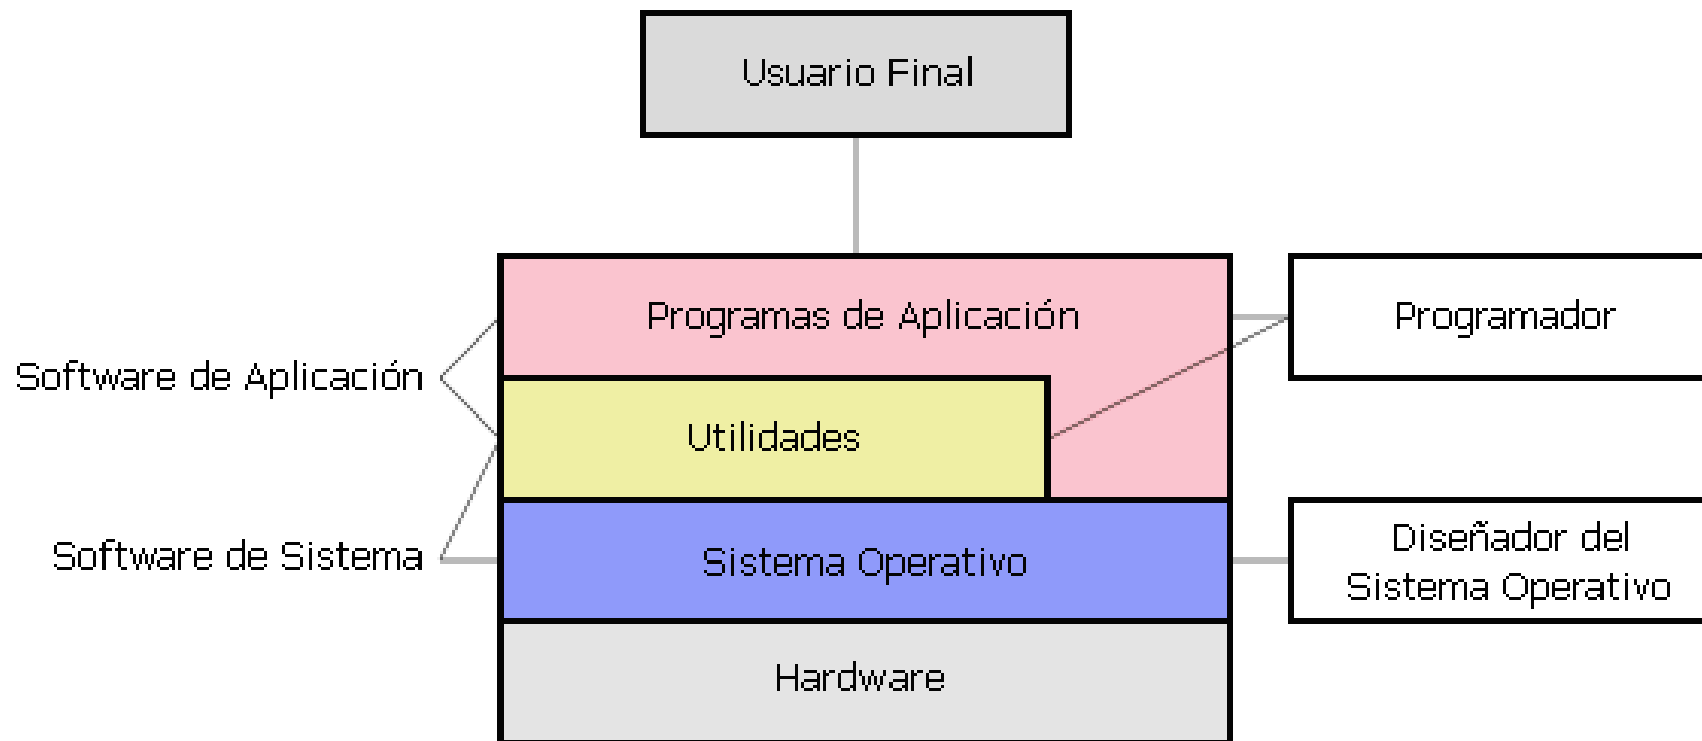 Usuario Final
Programas de Aplicación
Programador
Software de Aplicación
Utilidades
Software de Sistema
Sistema Operativo
Diseñador del
Sistema Operativo
Hardware